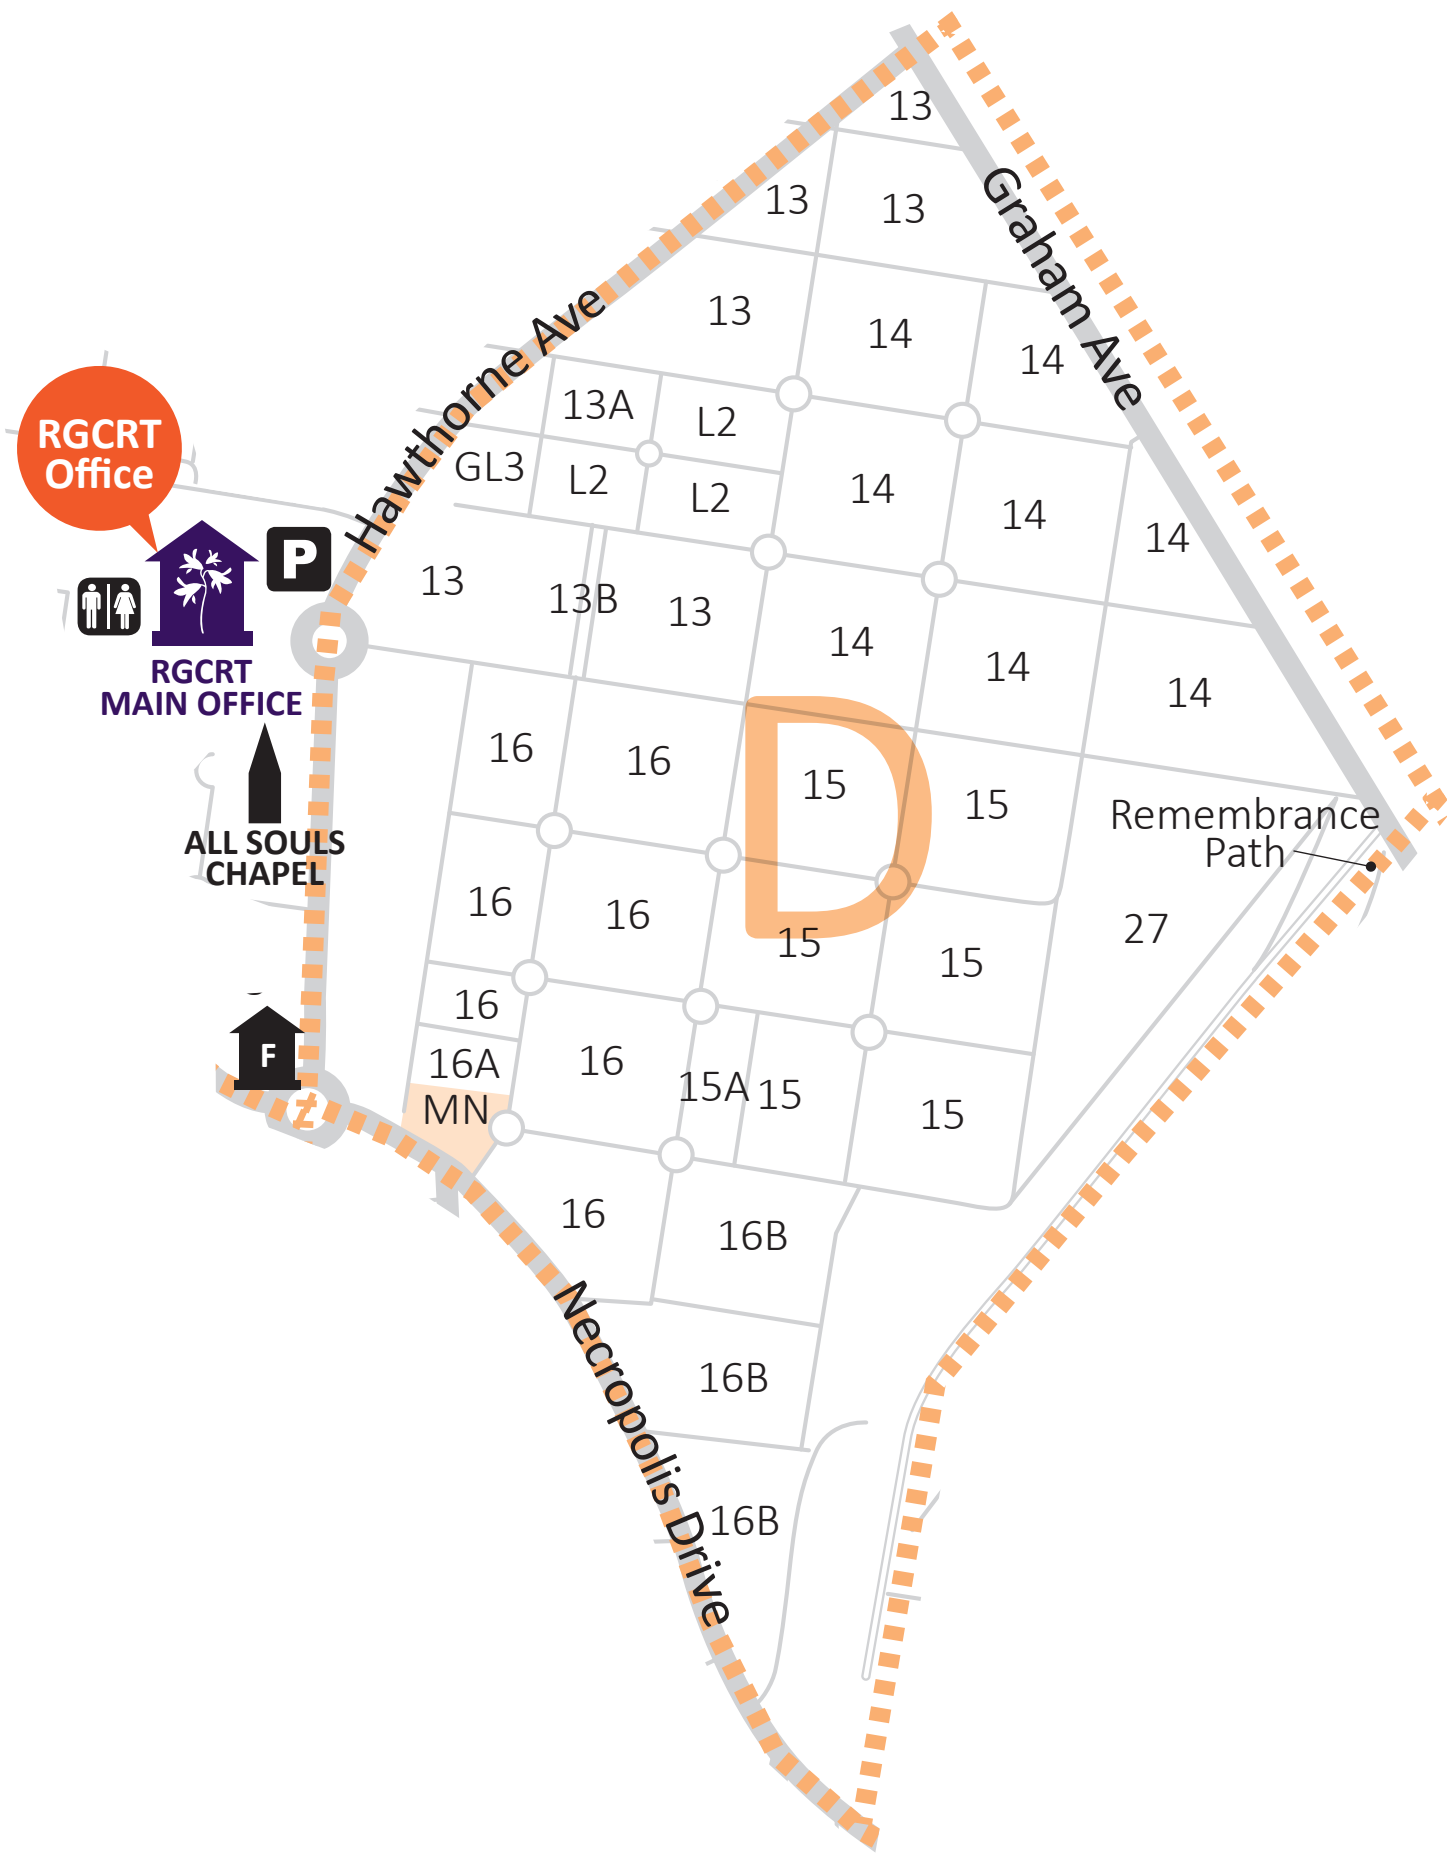 13
13
13
Graham Ave
13
14
14
Hawthorne Ave
13A
L2
RGCRT
Office
GL3
L2
L2
14
14
14
P
13
13B
13
14
14
14
RGCRT
MAIN OFFICE
16
16
D
15
15
Remembrance
Path
ALL SOULS
CHAPEL
16
16
15
15
27
16
F
16A
16
15A
15
15
MN
16
16B
Necropolis Drive
16B
16B